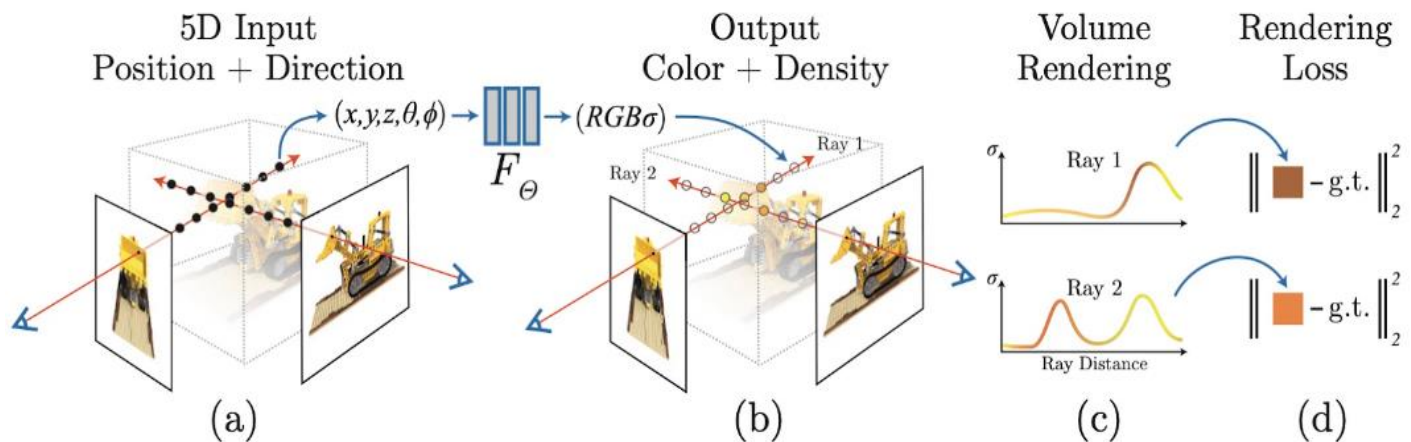 5D Input
Position + Direction
Output
Color + Density
Volume
Rendering
Rendering
Loss
(x,y,z,θ,ϕ)
F_Θ
(RGBσ)
Ray 1
Ray 2
σ
Ray 1
‖ – g.t. ‖²₂
σ
Ray 2
Ray Distance
‖ – g.t. ‖²₂
(a)
(b)
(c)
(d)